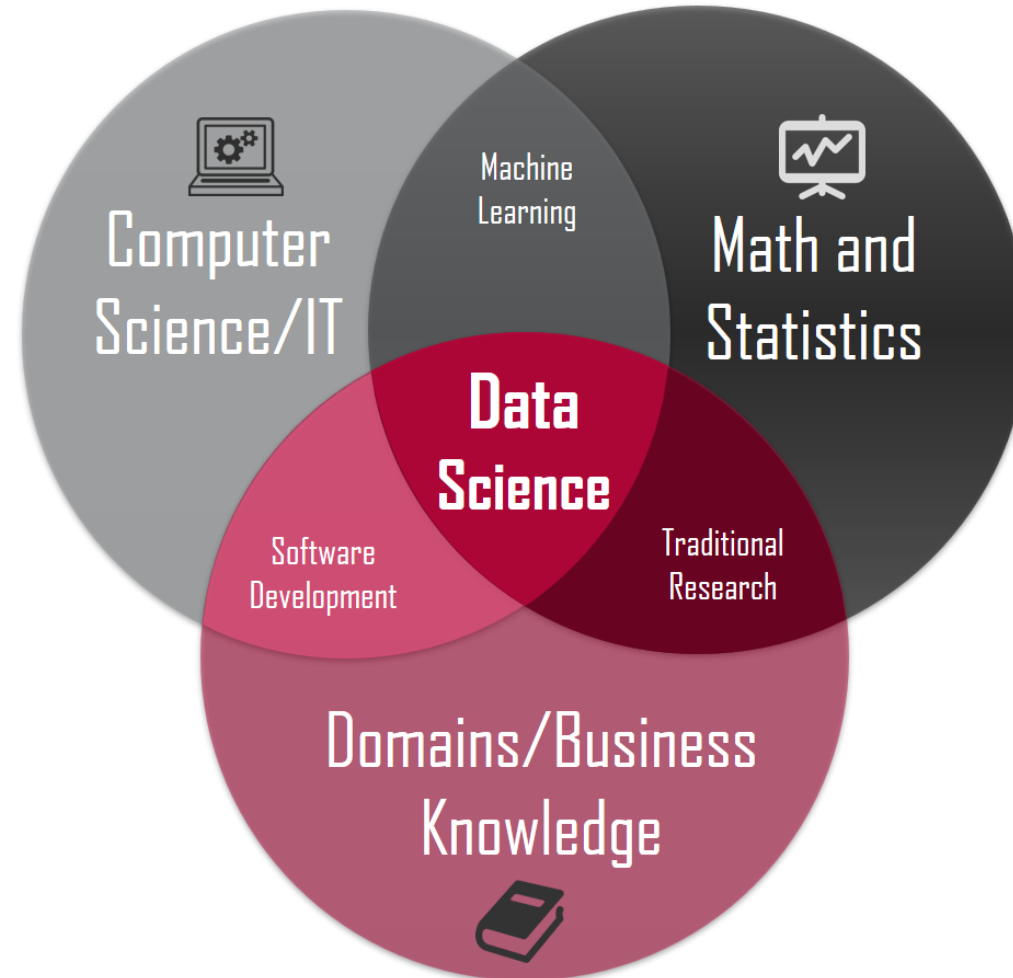 Machine
Learning
Computer
Science/IT
Math and
Statistics
Data
Science
Software
Development
Traditional
Research
Domains/Business
Knowledge